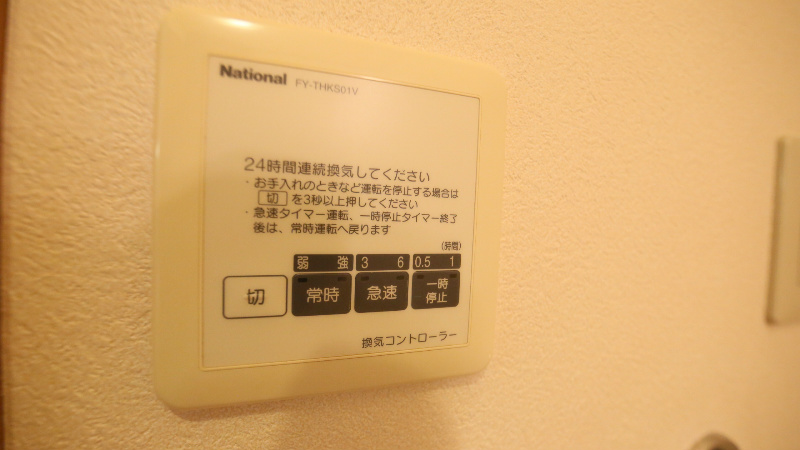 National FY-THKS01V
24時間連続換気してください
・お手入れのときなど運転を停止する場合は
切 を3秒以上押してください
・急速タイマー運転、一時停止タイマー終了
後は、常時運転へ戻ります
(時間)
弱 強 3 6 0.5 1
切 常時 急速 一時
停止
換気コントローラー